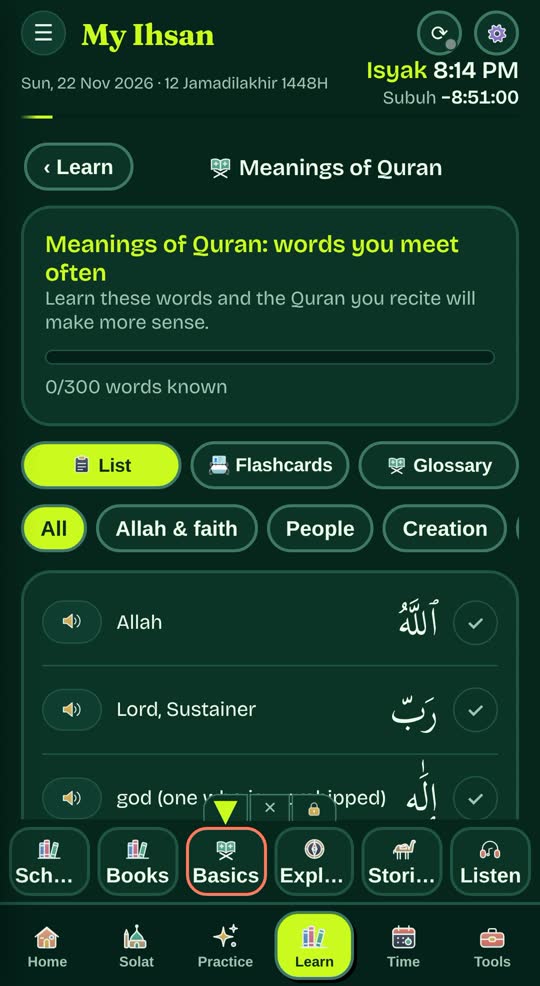 My Ihsan
Sun, 22 Nov 2026 · 12 Jamadilakhir 1448H
Isyak 8:14 PM
Subuh −8:51:00
‹ Learn
Meanings of Quran
Meanings of Quran: words you meet
often
Learn these words and the Quran you recite will
make more sense.
0/300 words known
List
Flashcards
Glossary
All
Allah & faith
People
Creation
Allah
ٱللَّهُ
Lord, Sustainer
رَبّ
god (one
إِلَٰه
Sch...
Books
Basics
Expl...
Stori...
Listen
Home
Solat
Practice
Learn
Time
Tools